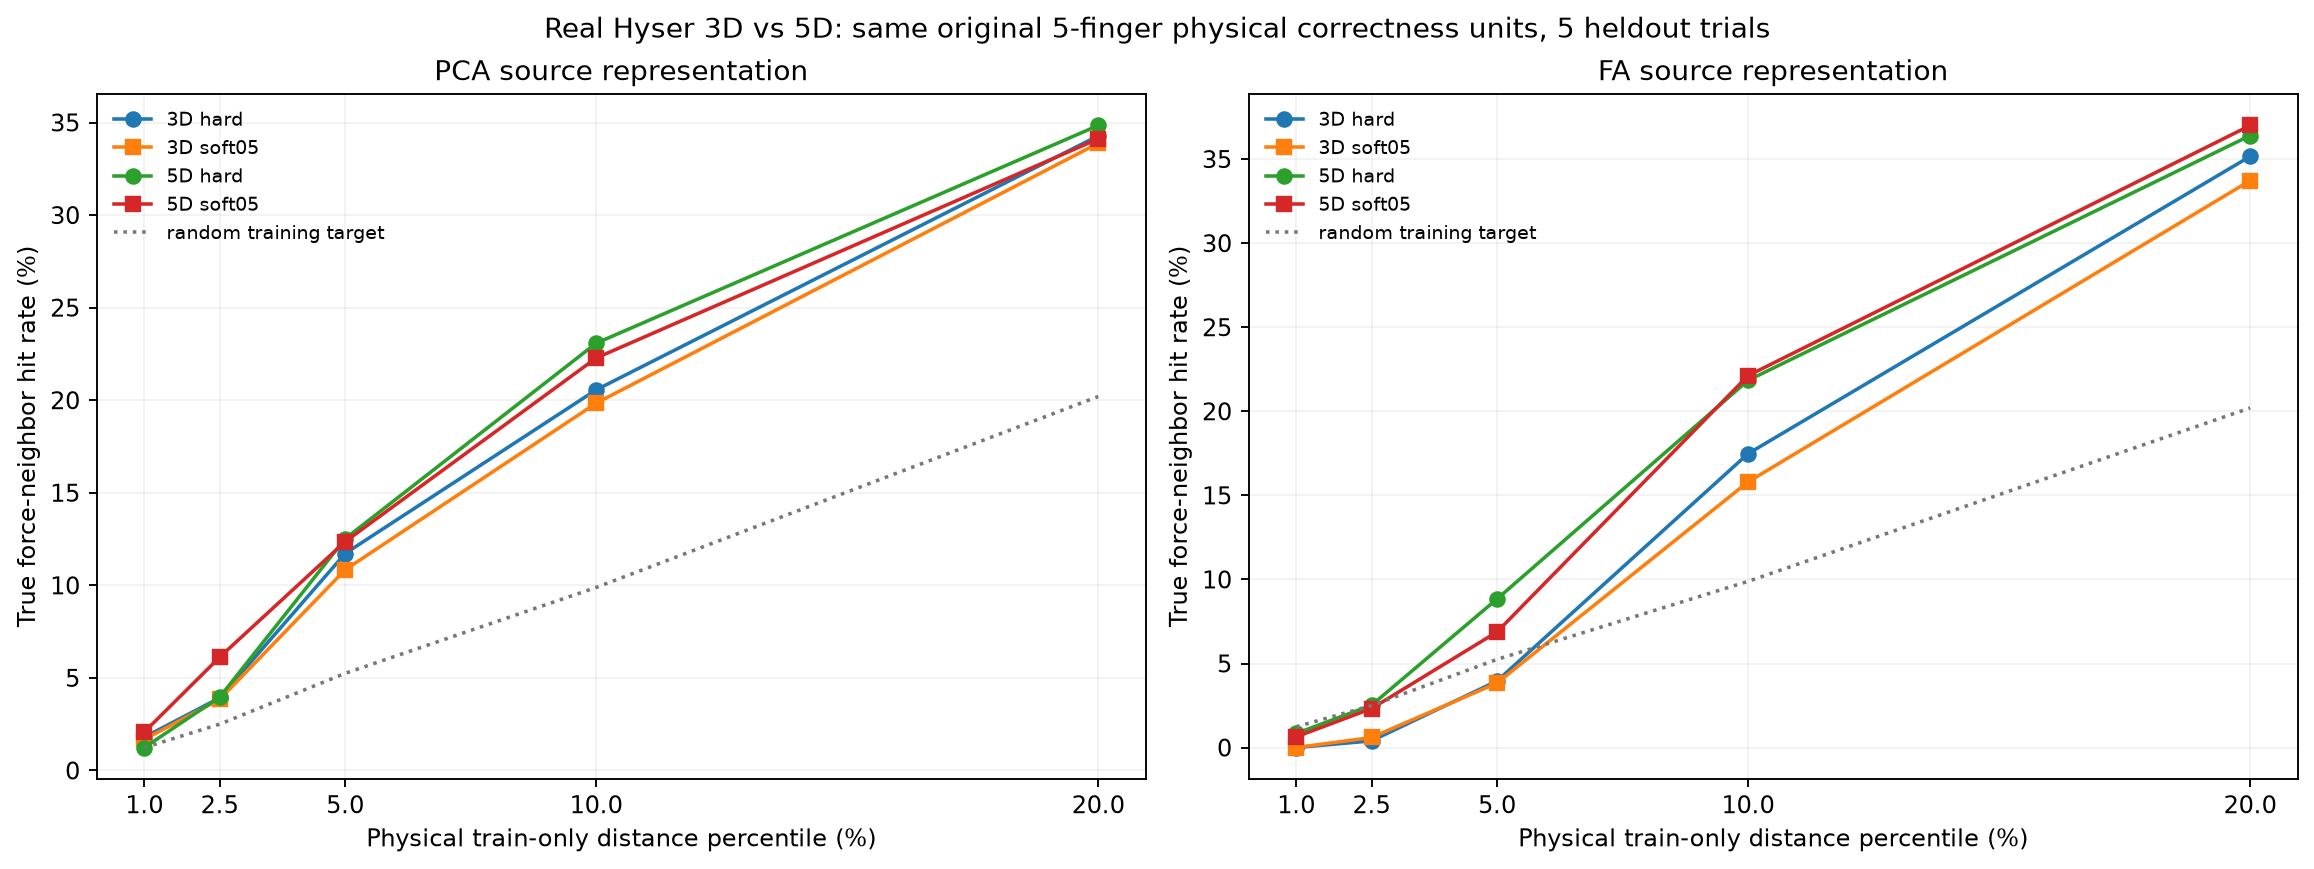 Real Hyser 3D vs 5D: same original 5-finger physical correctness units, 5 heldout trials
PCA source representation
3D hard
3D soft05
5D hard
5D soft05
random training target
True force-neighbor hit rate (%)
35
30
25
20
15
10
5
0
1.0 2.5 5.0 10.0 20.0
Physical train-only distance percentile (%)
FA source representation
3D hard
3D soft05
5D hard
5D soft05
random training target
True force-neighbor hit rate (%)
35
30
25
20
15
10
5
0
1.0 2.5 5.0 10.0 20.0
Physical train-only distance percentile (%)